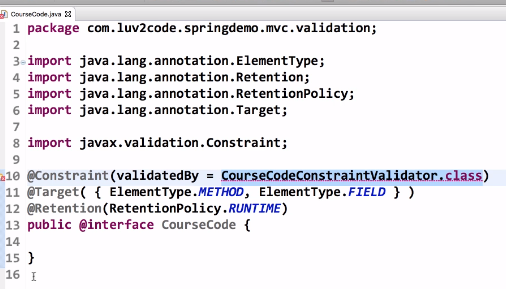 CourseCode.java
1 package com.luv2code.springdemo.mvc.validation;
2
3 import java.lang.annotation.ElementType;
4 import java.lang.annotation.Retention;
5 import java.lang.annotation.RetentionPolicy;
6 import java.lang.annotation.Target;
7
8 import javax.validation.Constraint;
9
10 @Constraint(validatedBy = CourseCodeConstraintValidator.class)
11 @Target( { ElementType.METHOD, ElementType.FIELD } )
12 @Retention(RetentionPolicy.RUNTIME)
13 public @interface CourseCode {
14
15 }
16